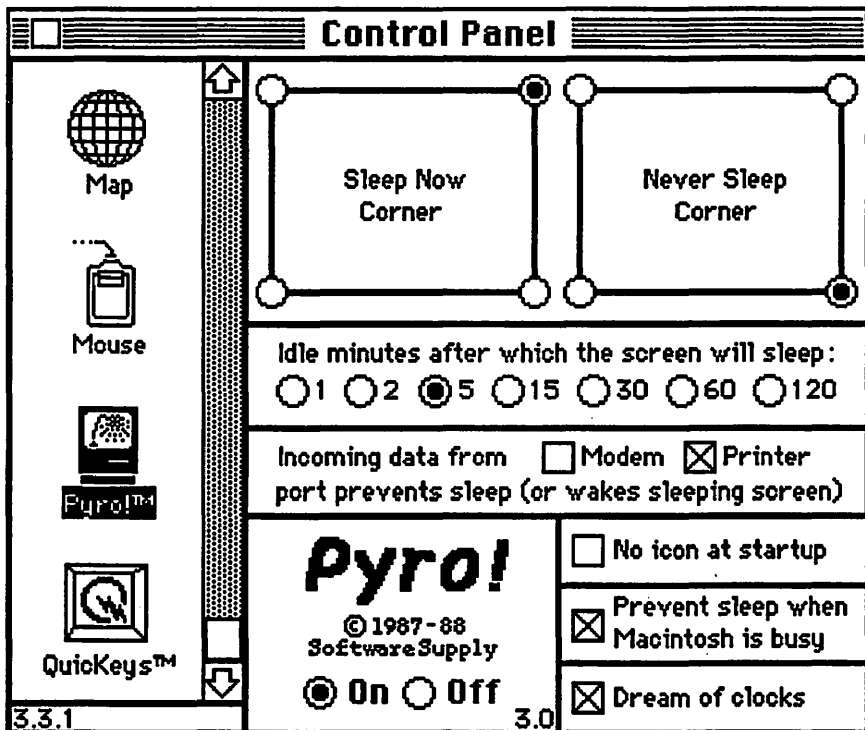 Control Panel
Map
Mouse
Pyro!™
QuicKeys™
3.3.1
Sleep Now
Corner
Never Sleep
Corner
Idle minutes after which the screen will sleep:
1 2 5 15 30 60 120
Incoming data from Modem Printer
port prevents sleep (or wakes sleeping screen)
Pyro!
© 1987-88
SoftwareSupply
On Off
3.0
No icon at startup
Prevent sleep when
Macintosh is busy
Dream of clocks